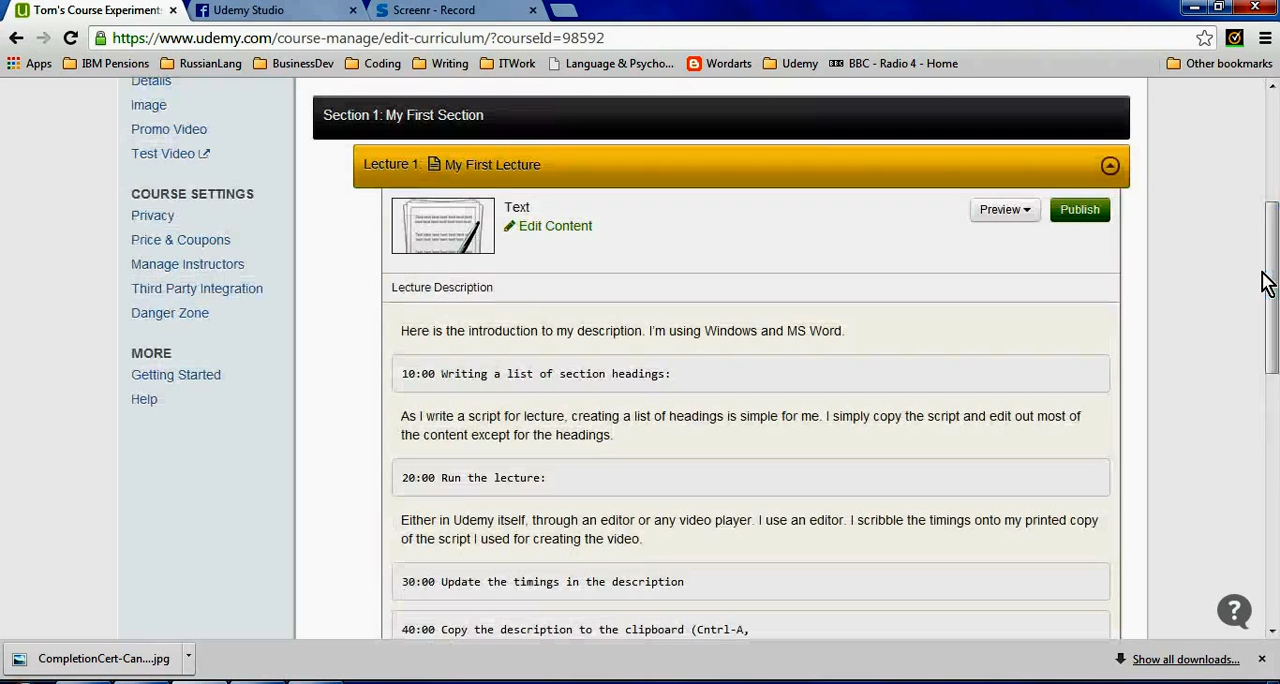 Tom's Course Experiments
Udemy Studio
Screenr - Record
https://www.udemy.com/course-manage/edit-curriculum/?courseId=98592
Apps
IBM Pensions
RussianLang
BusinessDev
Coding
Writing
ITWork
Language & Psycho...
Wordarts
Udemy
BBC - Radio 4 - Home
Other bookmarks
Details
Image
Promo Video
Test Video
COURSE SETTINGS
Privacy
Price & Coupons
Manage Instructors
Third Party Integration
Danger Zone
MORE
Getting Started
Help
Section 1: My First Section
Lecture 1: My First Lecture
Text
Edit Content
Preview
Publish
Lecture Description
Here is the introduction to my description. I'm using Windows and MS Word.
10:00 Writing a list of section headings:
As I write a script for lecture, creating a list of headings is simple for me. I simply copy the script and edit out most of
the content except for the headings.
20:00 Run the lecture:
Either in Udemy itself, through an editor or any video player. I use an editor. I scribble the timings onto my printed copy
of the script I used for creating the video.
30:00 Update the timings in the description
40:00 Copy the description to the clipboard (Cntrl-A,
?
CompletionCert-Can....jpg
Show all downloads...